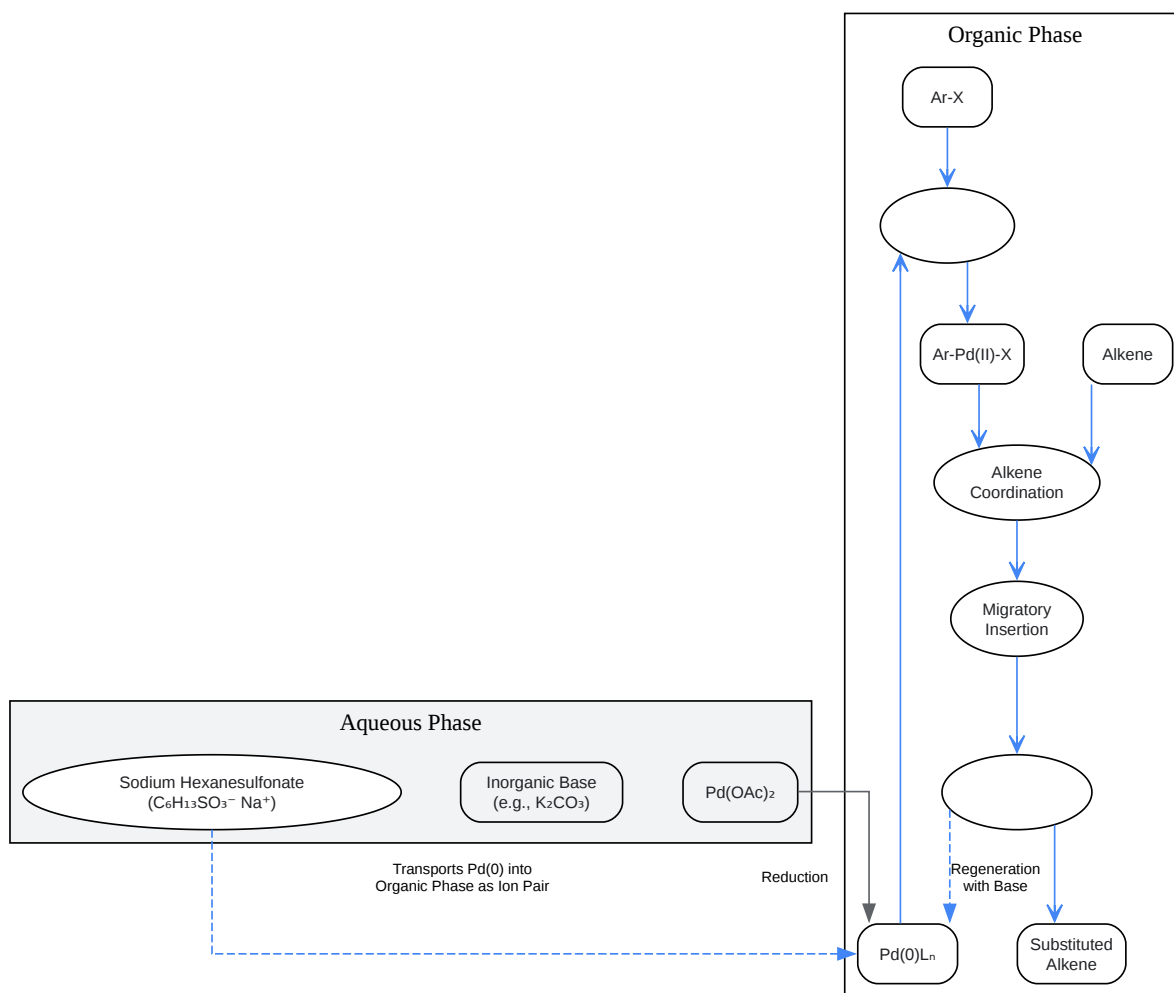 Organic Phase
Ar-X
Ar-Pd(II)-X
Alkene
Alkene
Coordination
Migratory
Insertion
Aqueous Phase
Sodium Hexanesulfonate
(C₆H₁₃SO₃⁻ Na⁺)
Inorganic Base
(e.g., K₂CO₃)
Pd(OAc)₂
Transports Pd(0) into
Organic Phase as Ion Pair
Reduction
Regeneration
with Base
Pd(0)Lₙ
Substituted
Alkene